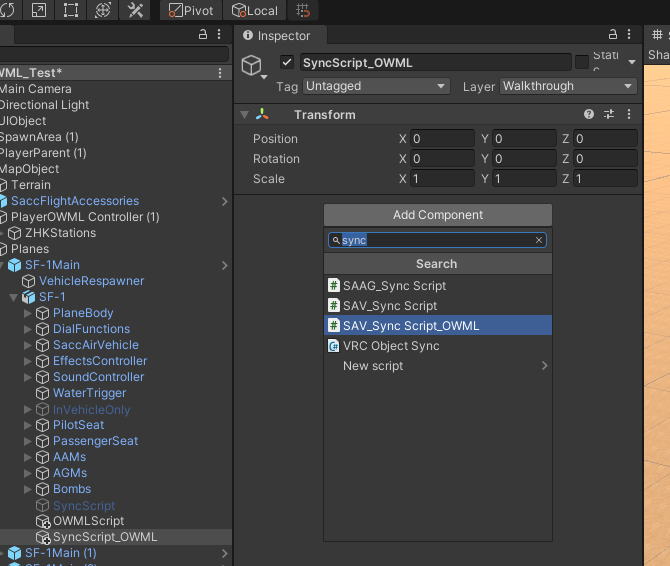 Pivot
Local
WML_Test*
Main Camera
Directional Light
UIObject
SpawnArea (1)
PlayerParent (1)
MapObject
Terrain
SaccFlightAccessories
PlayerOWML Controller (1)
ZHKStations
Planes
SF-1Main
VehicleRespawner
SF-1
PlaneBody
DialFunctions
SaccAirVehicle
EffectsController
SoundController
WaterTrigger
InVehicleOnly
PilotSeat
PassengerSeat
AAMs
AGMs
Bombs
SyncScript
OWMLScript
SyncScript_OWML
SF-1Main (1)
Inspector
SyncScript_OWML
Tag Untagged
Layer Walkthrough
Transform
Position X 0 Y 0 Z 0
Rotation X 0 Y 0 Z 0
Scale X 1 Y 1 Z 1
Add Component
sync
Search
SAAG_Sync Script
SAV_Sync Script
SAV_Sync Script_OWML
VRC Object Sync
New script
Sha